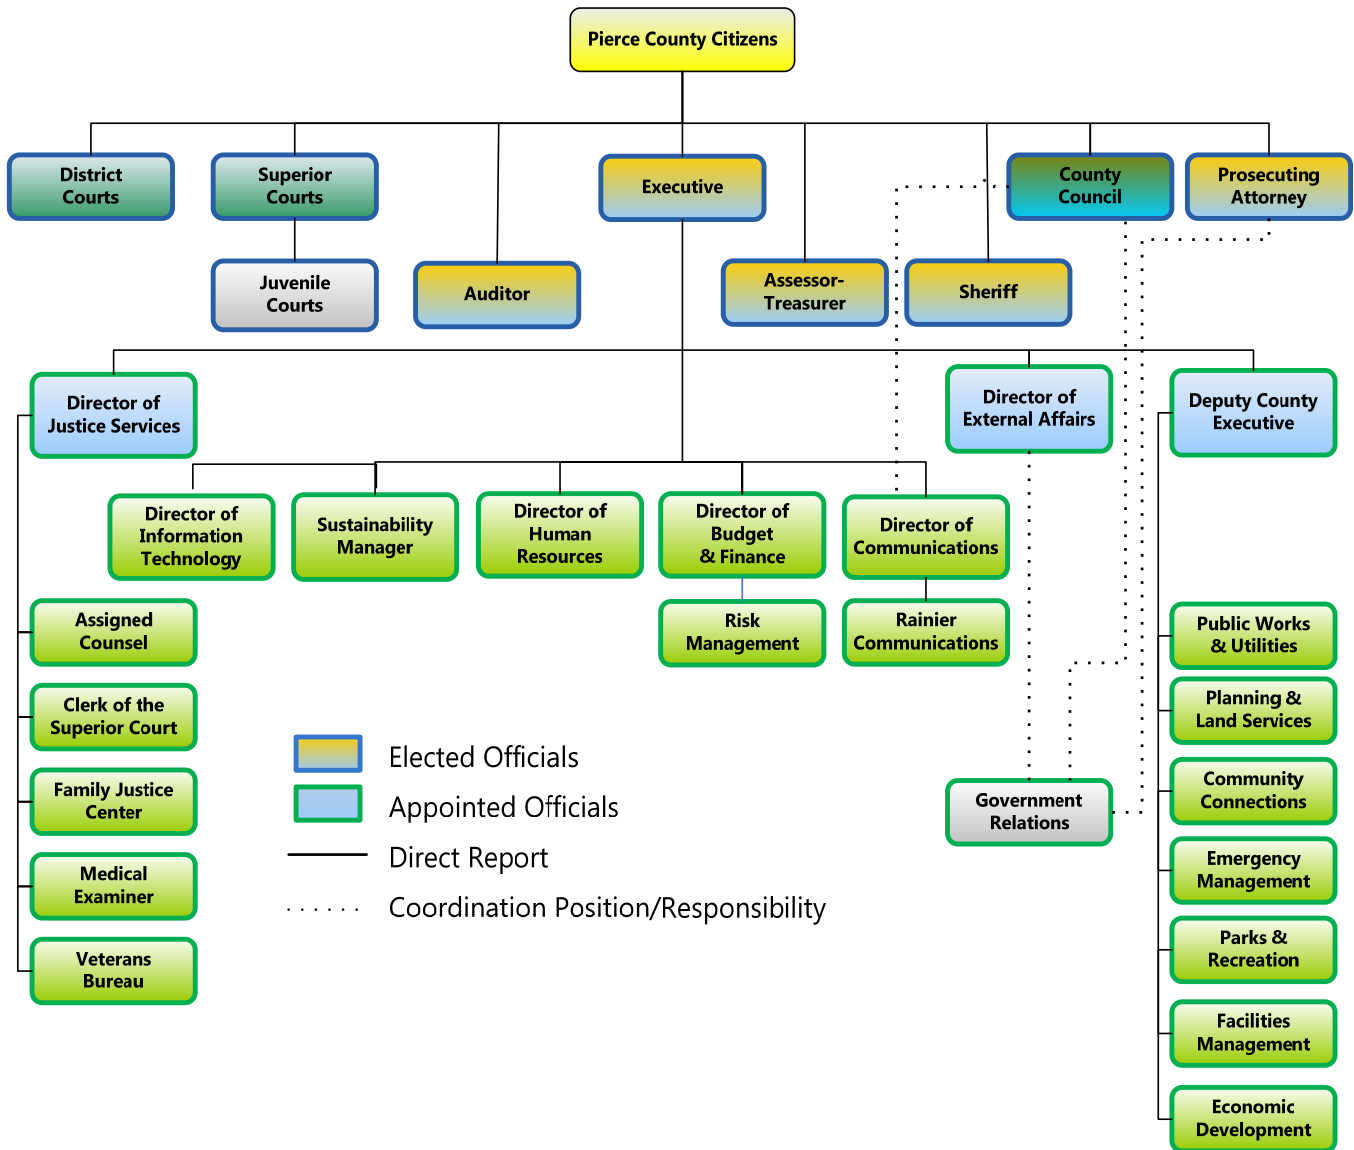 Pierce County Citizens
District
Courts
Superior
Courts
Executive
County
Council
Prosecuting
Attorney
Juvenile
Courts
Auditor
Assessor-
Treasurer
Sheriff
Director of
Justice Services
Director of
External Affairs
Deputy County
Executive
Director of
Information
Technology
Sustainability
Manager
Director of
Human
Resources
Director of
Budget
& Finance
Director of
Communications
Risk
Management
Rainier
Communications
Assigned
Counsel
Clerk of the
Superior Court
Family Justice
Center
Medical
Examiner
Veterans
Bureau
Elected Officials
Appointed Officials
Direct Report
Coordination Position/Responsibility
Government
Relations
Public Works
& Utilities
Planning &
Land Services
Community
Connections
Emergency
Management
Parks &
Recreation
Facilities
Management
Economic
Development